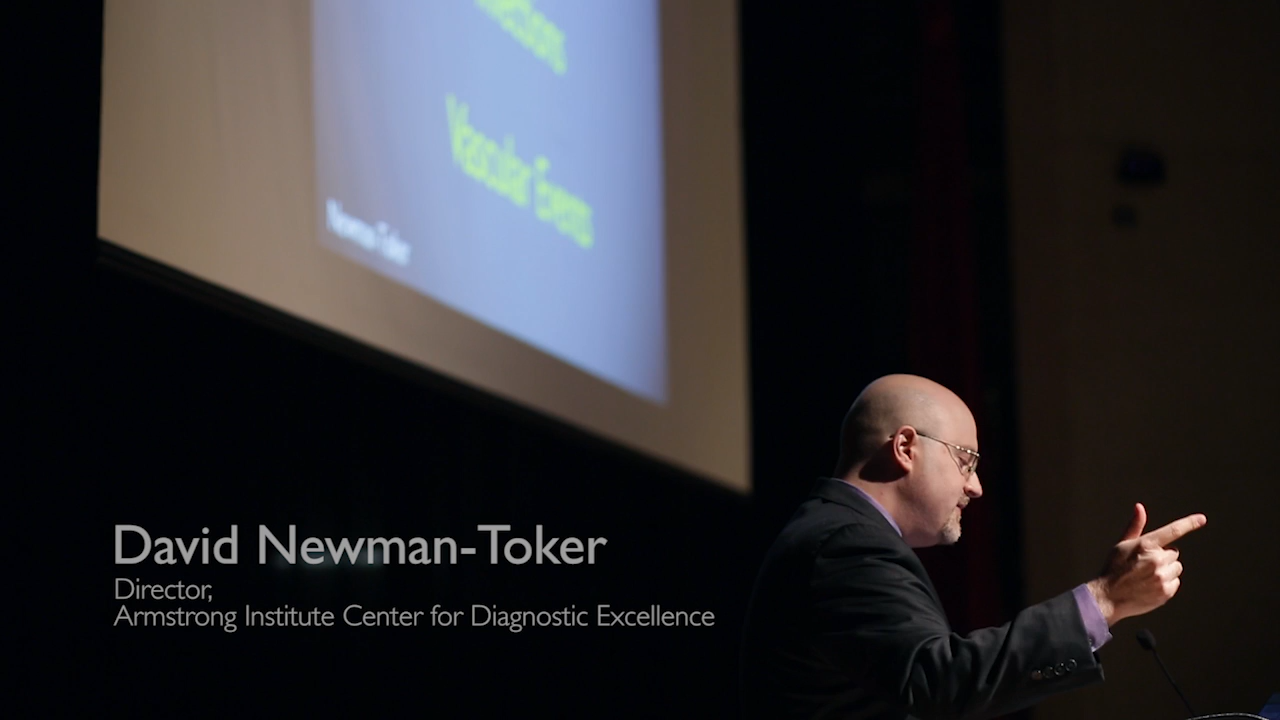 Vascular Events
Newman-Toker
David Newman-Toker
Director,
Armstrong Institute Center for Diagnostic Excellence